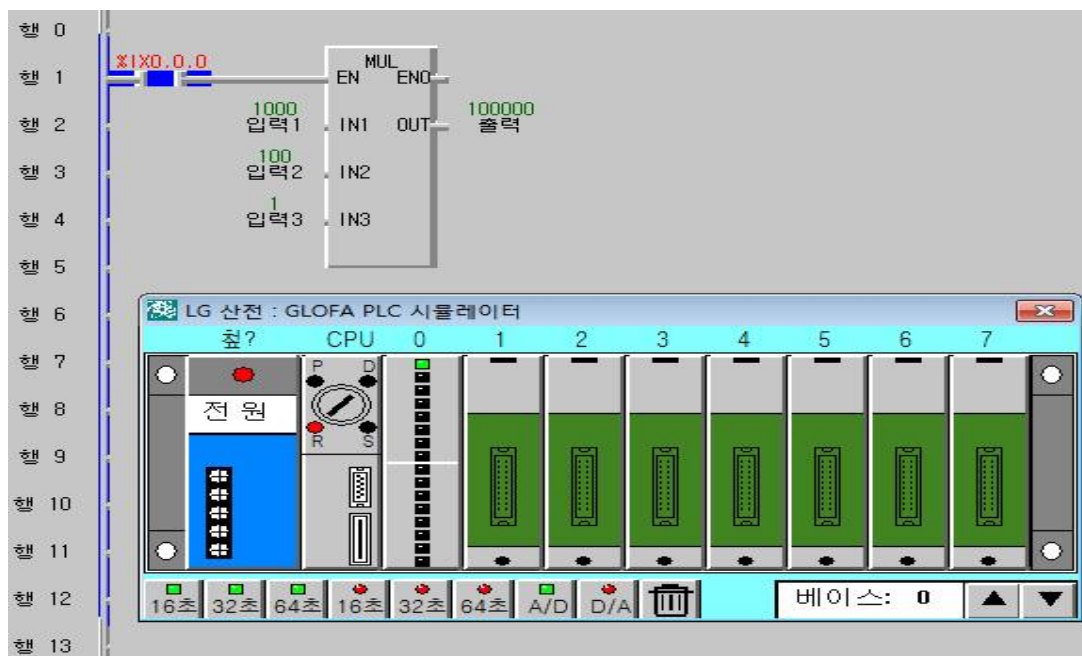 행 0
%IX0.0.0
행 1
MUL
EN ENO
1000
100000
행 2
입력1 IN1 OUT 출력
100
행 3
입력2 IN2
1
행 4
입력3 IN3
행 5
행 6
LG 산전 : GLOFA PLC 시뮬레이터
첲? CPU 0 1 2 3 4 5 6 7
행 7
P D
행 8
전 원
R S
행 9
행 10
행 11
행 12
16초 32초 64초 16초 32초 64초 A/D D/A 베이스: 0
행 13